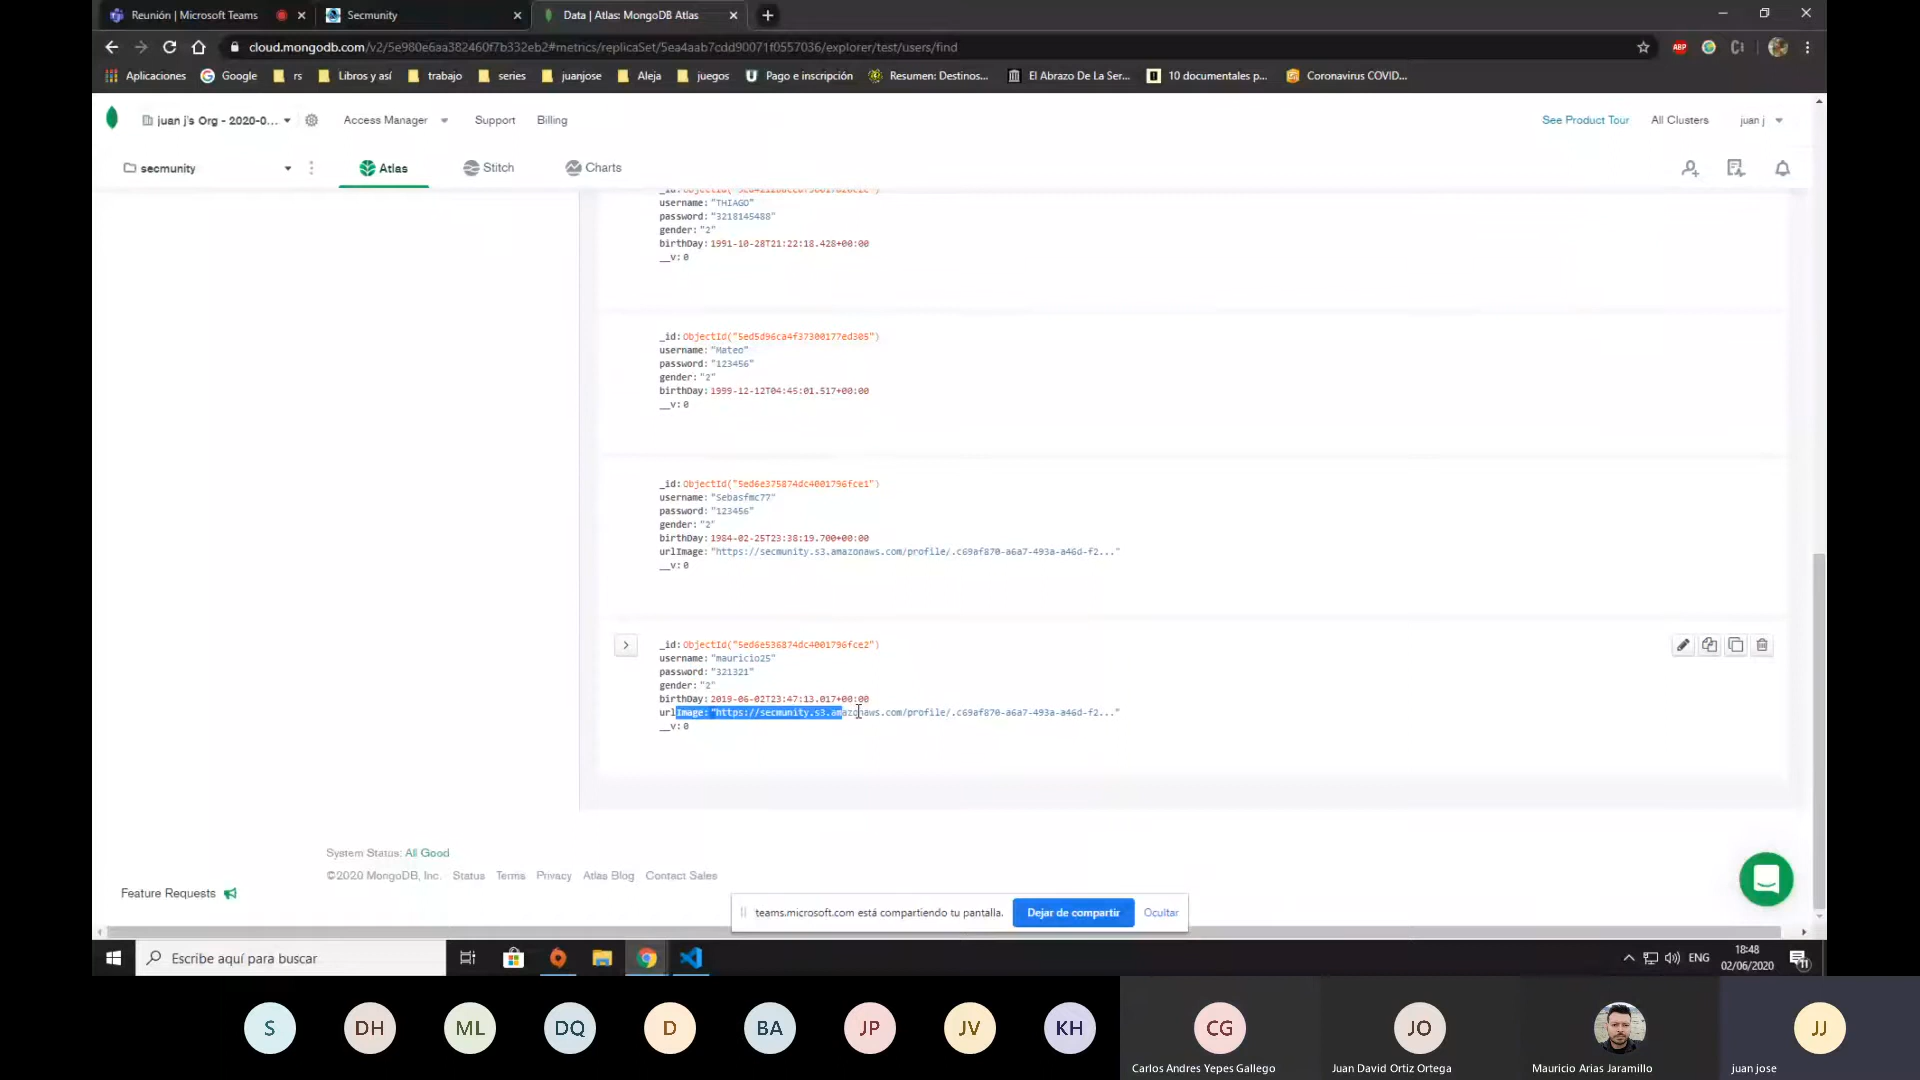 Reunión | Microsoft Teams
Secmunity
Data | Atlas: MongoDB Atlas
cloud.mongodb.com/v2/5e980e6aa382460f7b332eb2#metrics/replicaSet/5ea4aab7cdd90071f0557036/explorer/test/users/find
ABP
Aplicaciones
Google
rs
Libros y así
trabajo
series
juanjose
Aleja
juegos
Pago e inscripción
Resumen: Destinos...
El Abrazo De La Ser...
10 documentales p...
Coronavirus COVID...
juan j's Org - 2020-0...
Access Manager
Support
Billing
See Product Tour
All Clusters
juan j
secmunity
Atlas
Stitch
Charts
username: "THIAGO"
password: "3218145488"
gender: "2"
birthDay: 1991-10-28T21:22:18.428+00:00
__v: 0
_id: ObjectId("5ed5d96ca4f37300177ed305")
username: "Mateo"
password: "123456"
gender: "2"
birthDay: 1999-12-12T04:45:01.517+00:00
__v: 0
_id: ObjectId("5ed6e375874dc4001796fce1")
username: "Sebasfmc77"
password: "123456"
gender: "2"
birthDay: 1984-02-25T23:38:19.700+00:00
urlImage: "https://secmunity.s3.amazonaws.com/profile/.c69af870-a6a7-493a-a46d-f2..."
__v: 0
_id: ObjectId("5ed6e536874dc4001796fce2")
username: "mauricio25"
password: "321321"
gender: "2"
birthDay: 2019-06-02T23:47:13.017+00:00
urlImage: "https://secmunity.s3.amazonaws.com/profile/.c69af870-a6a7-493a-a46d-f2..."
__v: 0
System Status: All Good
©2020 MongoDB, Inc.
Status
Terms
Privacy
Atlas Blog
Contact Sales
Feature Requests
teams.microsoft.com está compartiendo tu pantalla.
Dejar de compartir
Ocultar
Escribe aquí para buscar
ENG
18:48
02/06/2020
11
S
DH
ML
DQ
D
BA
JP
JV
KH
CG
JO
JJ
Carlos Andres Yepes Gallego
Juan David Ortiz Ortega
Mauricio Arias Jaramillo
juan jose